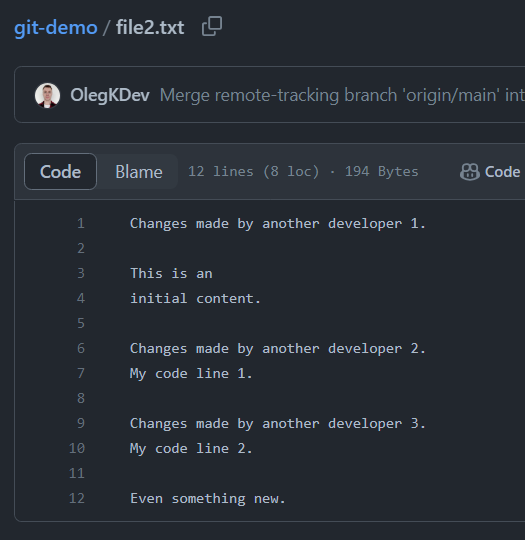 git-demo / file2.txt
OlegKDev Merge remote-tracking branch 'origin/main' int
Code Blame 12 lines (8 loc) · 194 Bytes Code
1 Changes made by another developer 1.
2
3 This is an
4 initial content.
5
6 Changes made by another developer 2.
7 My code line 1.
8
9 Changes made by another developer 3.
10 My code line 2.
11
12 Even something new.